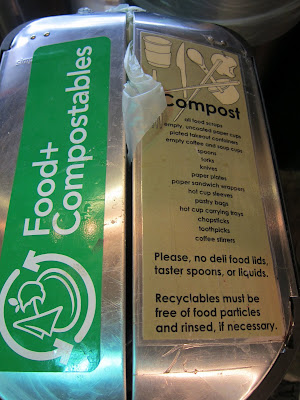 Food+
Compostables
Compost
all food scraps
empty, uncoated paper cups
plated takeout containers
empty coffee and soup cups
spoons
forks
knives
paper plates
paper sandwich wrappers
hot cup sleeves
pastry bags
hot cup carrying trays
chopsticks
toothpicks
coffee stirrers
Please, no deli food lids,
taster spoons, or liquids.
Recyclables must be
free of food particles
and rinsed, if necessary.